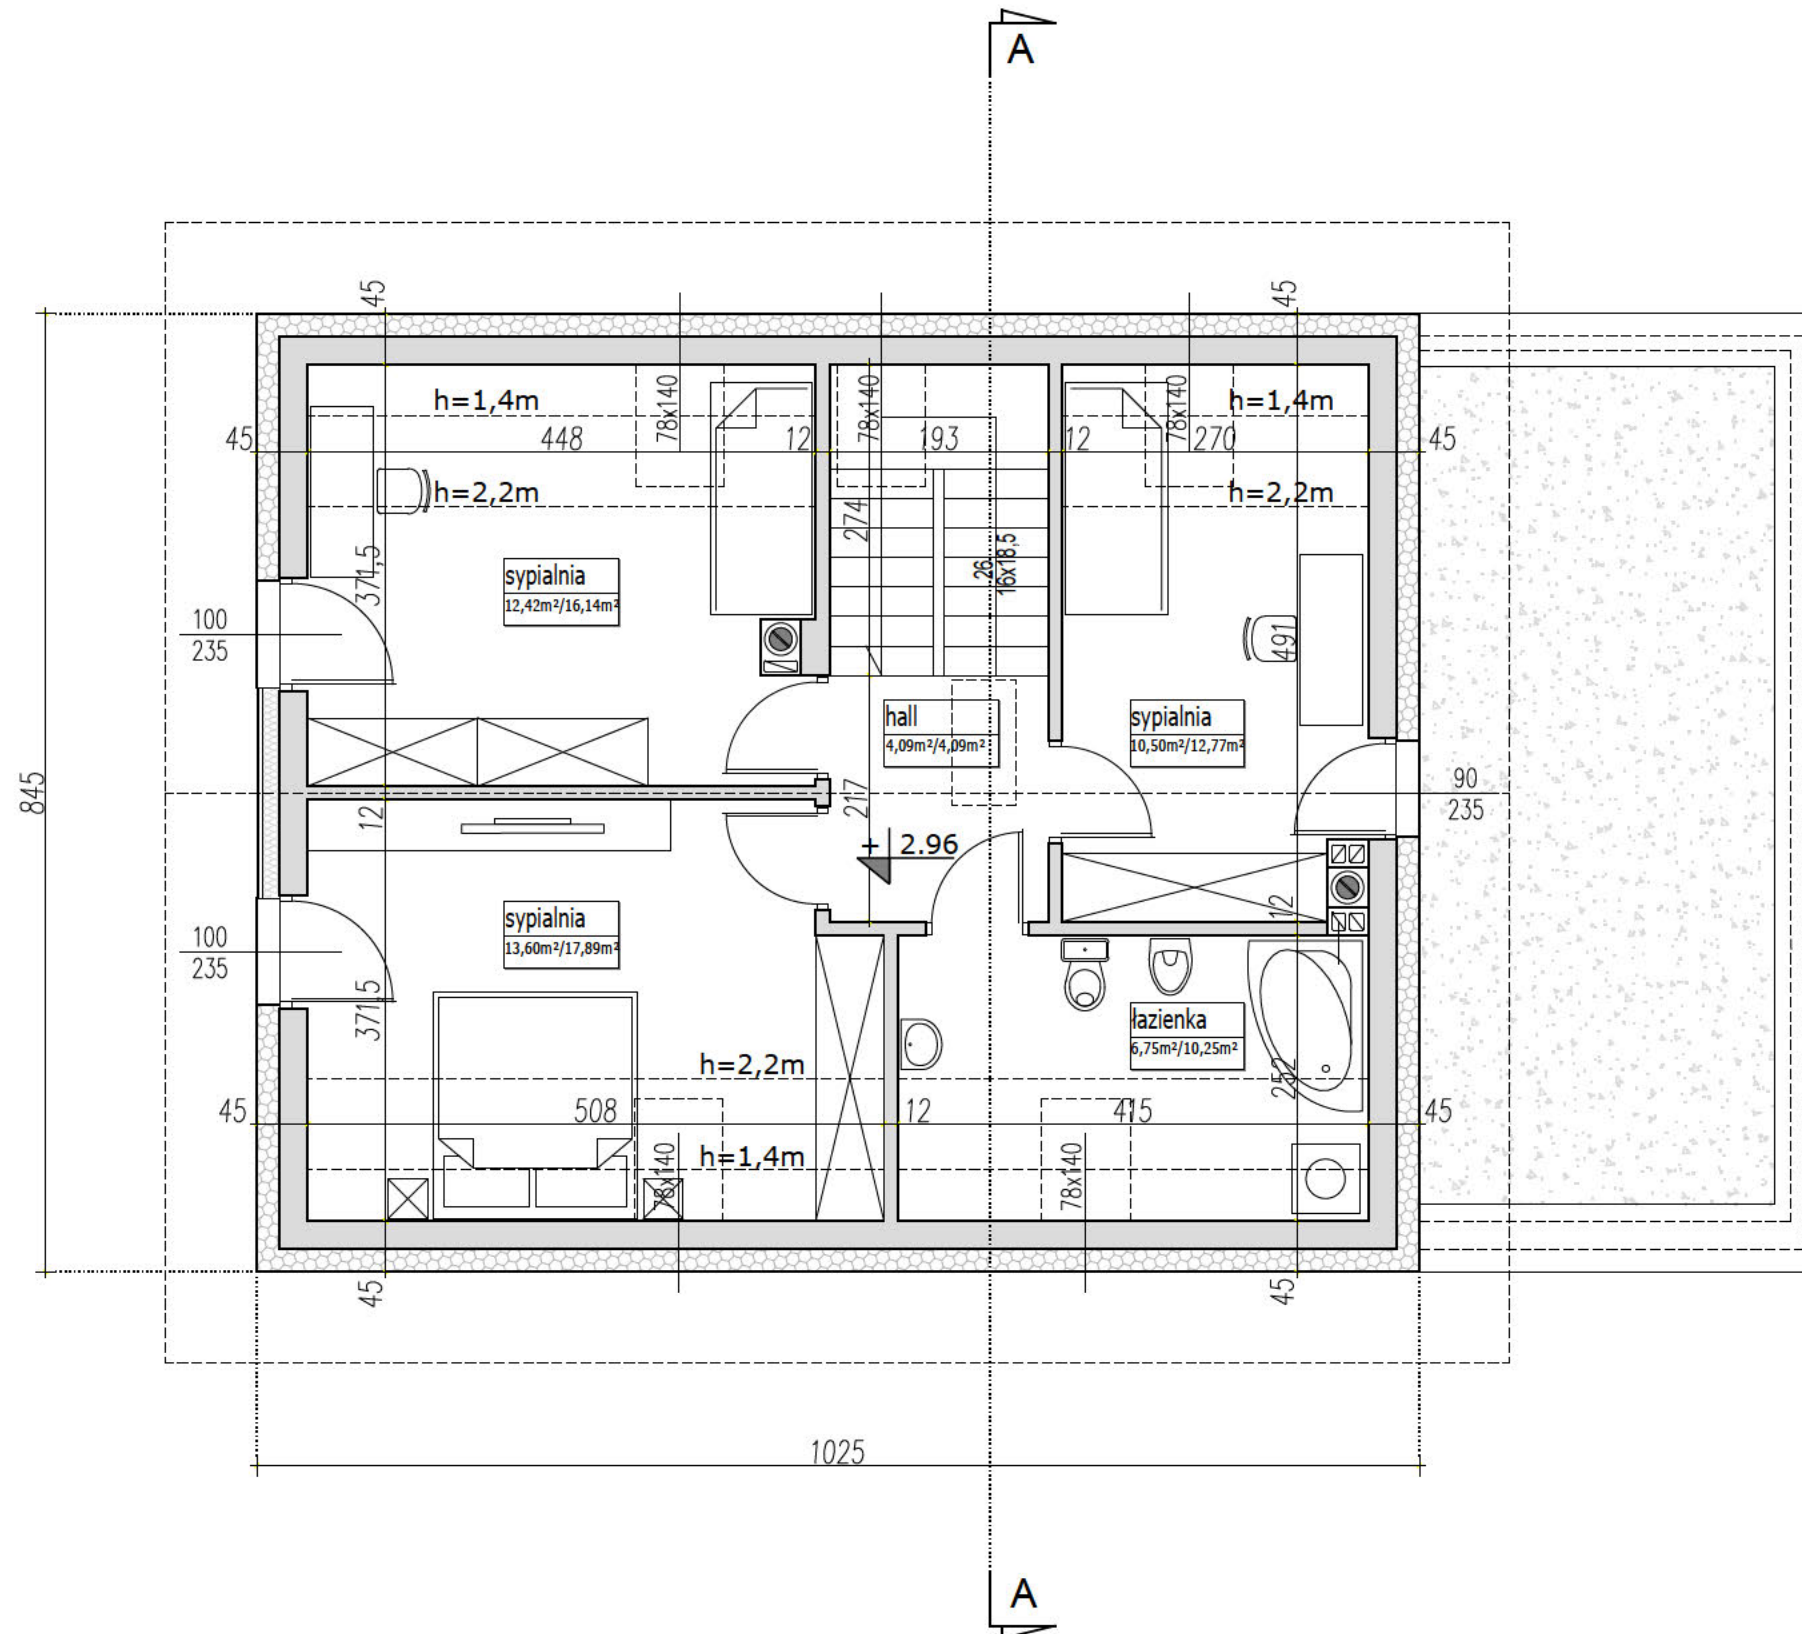 A
45
45
h=1,4m
78x140
78x140
78x140
h=1,4m
45
448
12
193
12
270
45
h=2,2m
h=2,2m
274
26
16x18,5
371,5
sypialnia
12,42m²/16,14m²
100
235
491
hall
4,09m²/4,09m²
sypialnia
10,50m²/12,77m²
845
12
217
90
235
+ 2.96
sypialnia
13,60m²/17,89m²
12
100
235
371,5
łazienka
6,75m²/10,25m²
h=2,2m
252
45
508
12
415
45
h=1,4m
78x140
78x140
45
45
1025
A